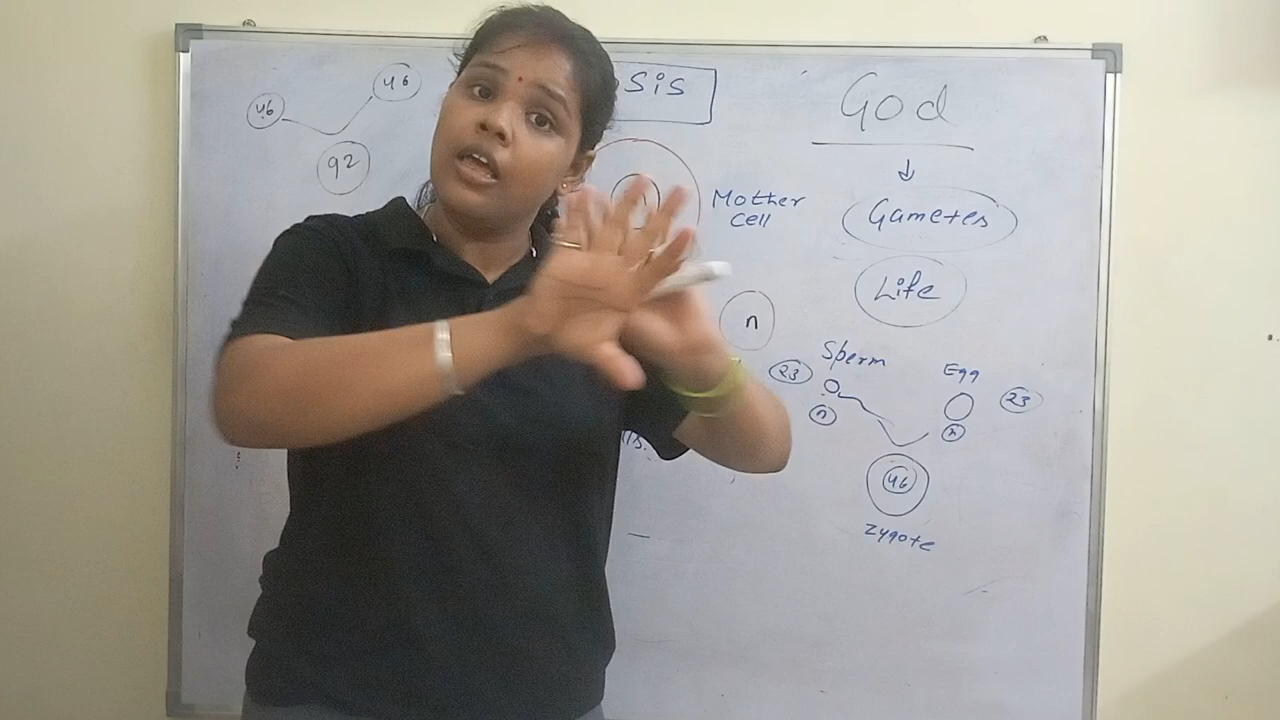 46
46
92
sis
Mother
cell
n
God
Gametes
Life
Sperm
Egg
23
23
n
n
46
Zygote